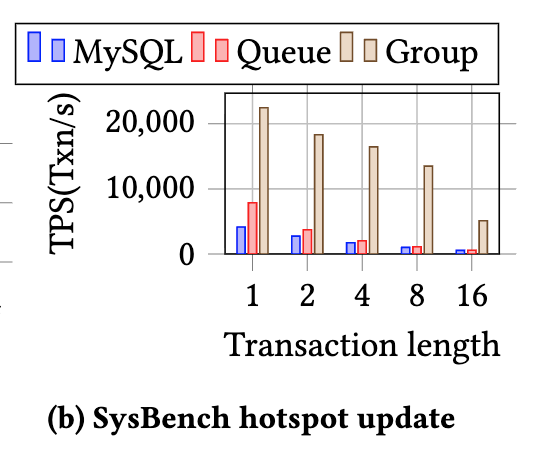 MySQL Queue Group
TPS(Txn/s)
20,000
10,000
0
1 2 4 8 16
Transaction length
(b) SysBench hotspot update